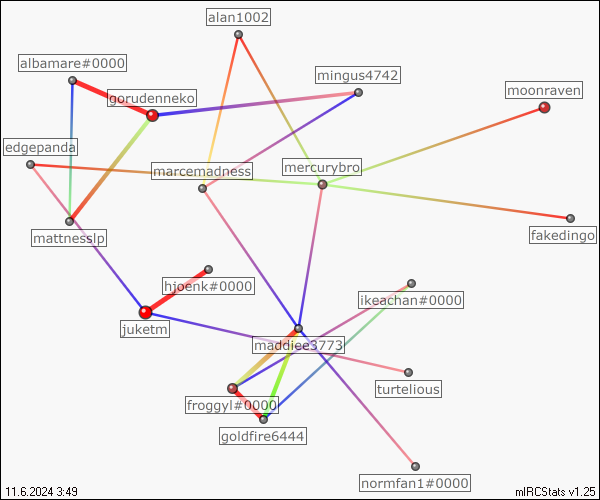 alan1002
albamare#0000
mingus4742
moonraven
gorudenneko
edgepanda
marcemadness
mercurybro
mattnesslp
fakedingo
hjoenk#0000
ikeachan#0000
juketm
maddiee3773
turtelious
froggyl#0000
goldfire6444
normfan1#0000
11.6.2024 3:49
mIRCStats v1.25